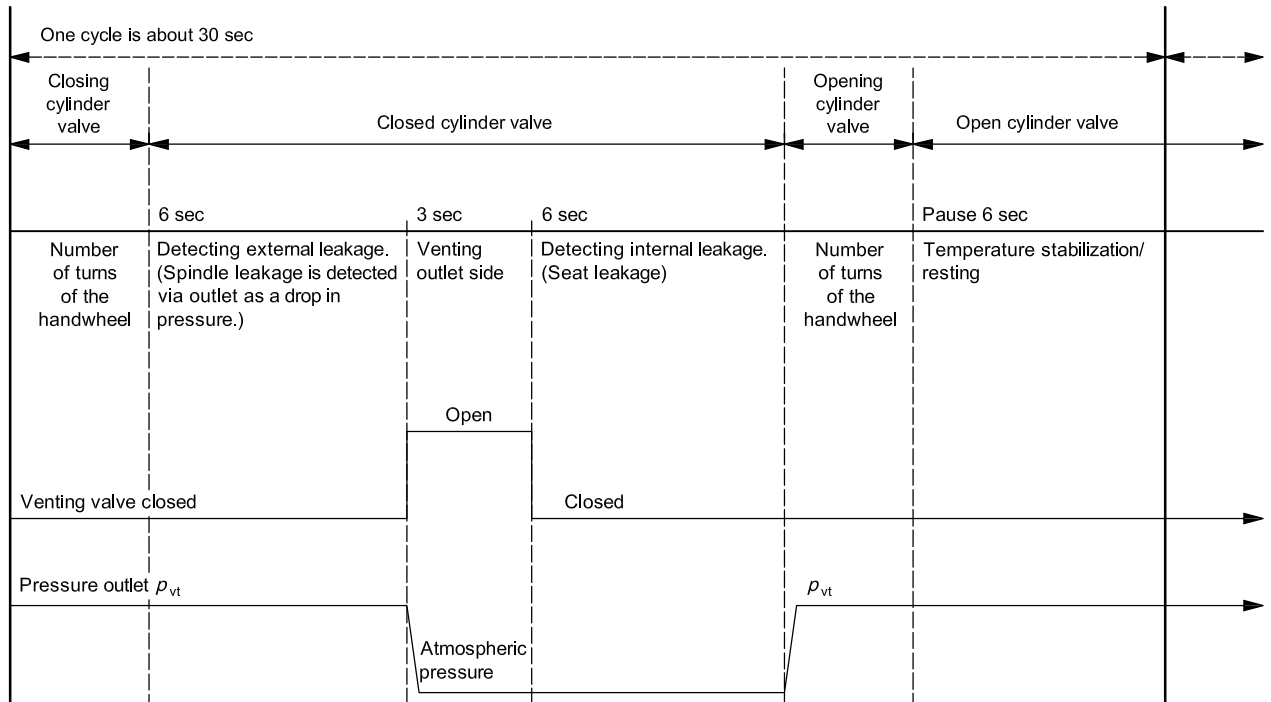 One cycle is about 30 sec
Closing
cylinder
valve
Closed cylinder valve
Opening
cylinder
valve
Open cylinder valve
6 sec
3 sec
6 sec
Pause 6 sec
Number
of turns
of the
handwheel
Detecting external leakage.
(Spindle leakage is detected
via outlet as a drop in
pressure.)
Venting
outlet side
Detecting internal leakage.
(Seat leakage)
Number
of turns
of the
handwheel
Temperature stabilization/
resting
Open
Venting valve closed
Closed
Pressure outlet pvt
pvt
Atmospheric
pressure